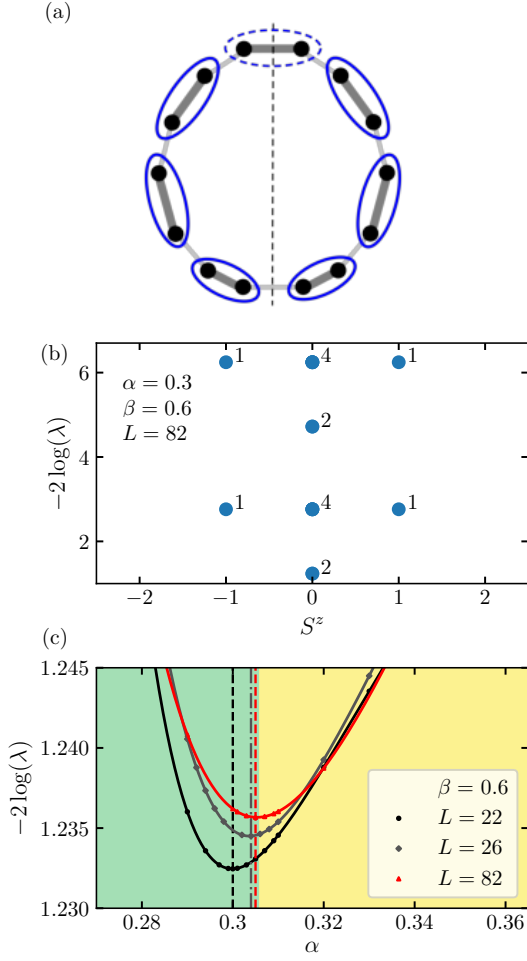 (a)
(b)
6
4
2
−2 log(λ)
α = 0.3
β = 0.6
L = 82
1 4 1
2
1 4 1
2
−2 −1 0 1 2
S^z
(c)
1.245
1.240
1.235
1.230
−2 log(λ)
β = 0.6
L = 22
L = 26
L = 82
0.28 0.3 0.32 0.34 0.36
α